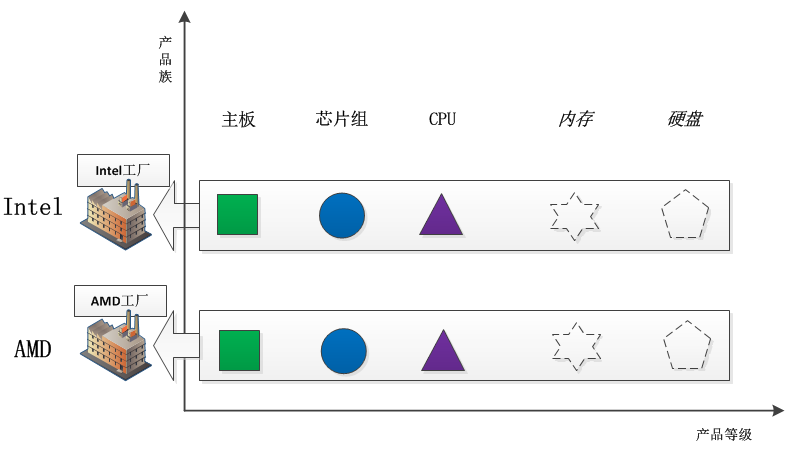 产品族
主板 芯片组 CPU 内存 硬盘
Intel工厂
Intel
AMD工厂
AMD
产品等级